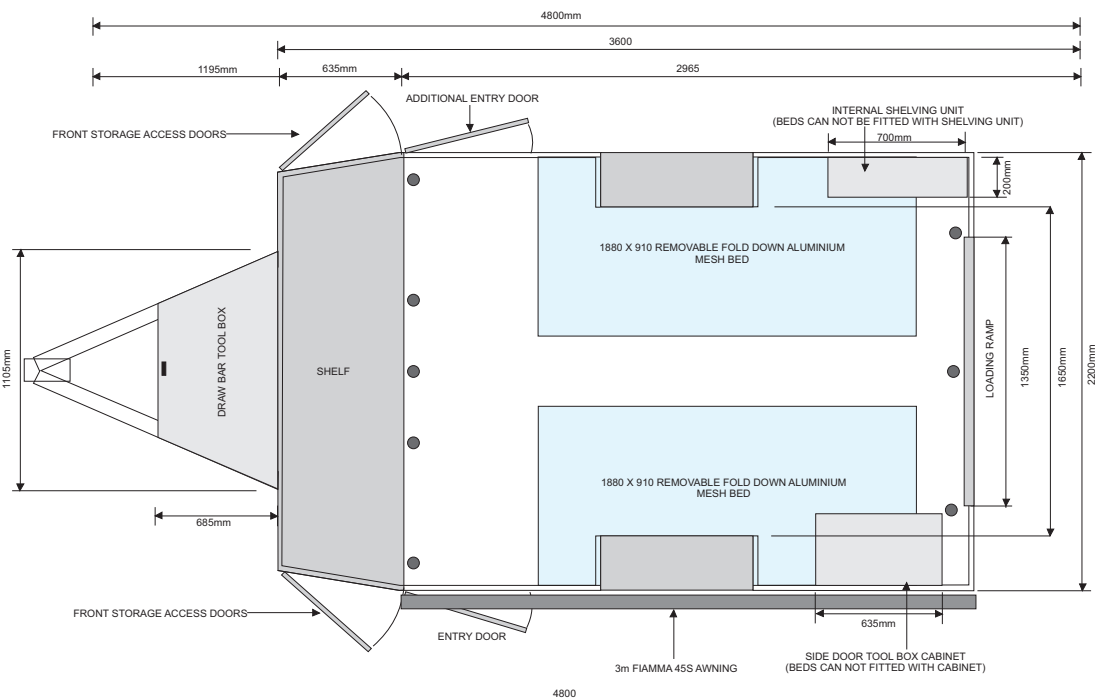 4800mm
3600
1195mm
635mm
2965
ADDITIONAL ENTRY DOOR
FRONT STORAGE ACCESS DOORS
INTERNAL SHELVING UNIT
(BEDS CAN NOT BE FITTED WITH SHELVING UNIT)
700mm
200mm
1880 X 910 REMOVABLE FOLD DOWN ALUMINIUM
MESH BED
1105mm
DRAW BAR TOOL BOX
SHELF
LOADING RAMP
1350mm
1650mm
2200mm
1880 X 910 REMOVABLE FOLD DOWN ALUMINIUM
MESH BED
685mm
FRONT STORAGE ACCESS DOORS
ENTRY DOOR
635mm
3m FIAMMA 45S AWNING
SIDE DOOR TOOL BOX CABINET
(BEDS CAN NOT FITTED WITH CABINET)
4800